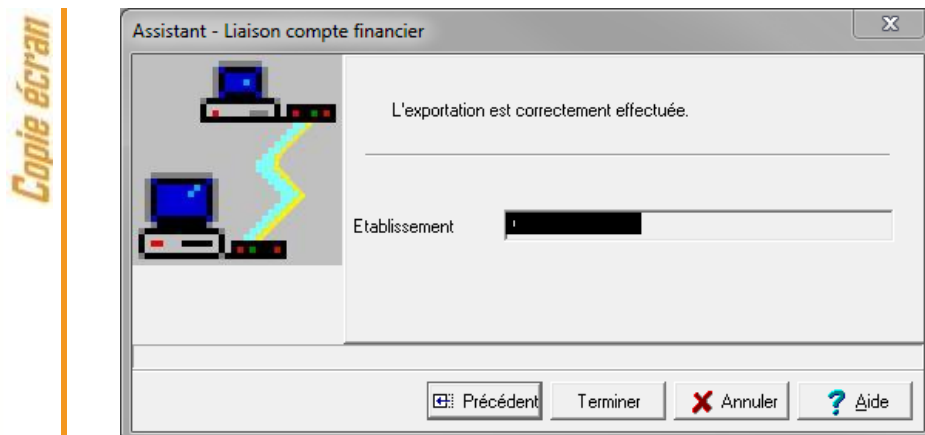 Copie écran
Assistant - Liaison compte financier
L'exportation est correctement effectuée.
Etablissement
Précédent Terminer Annuler Aide